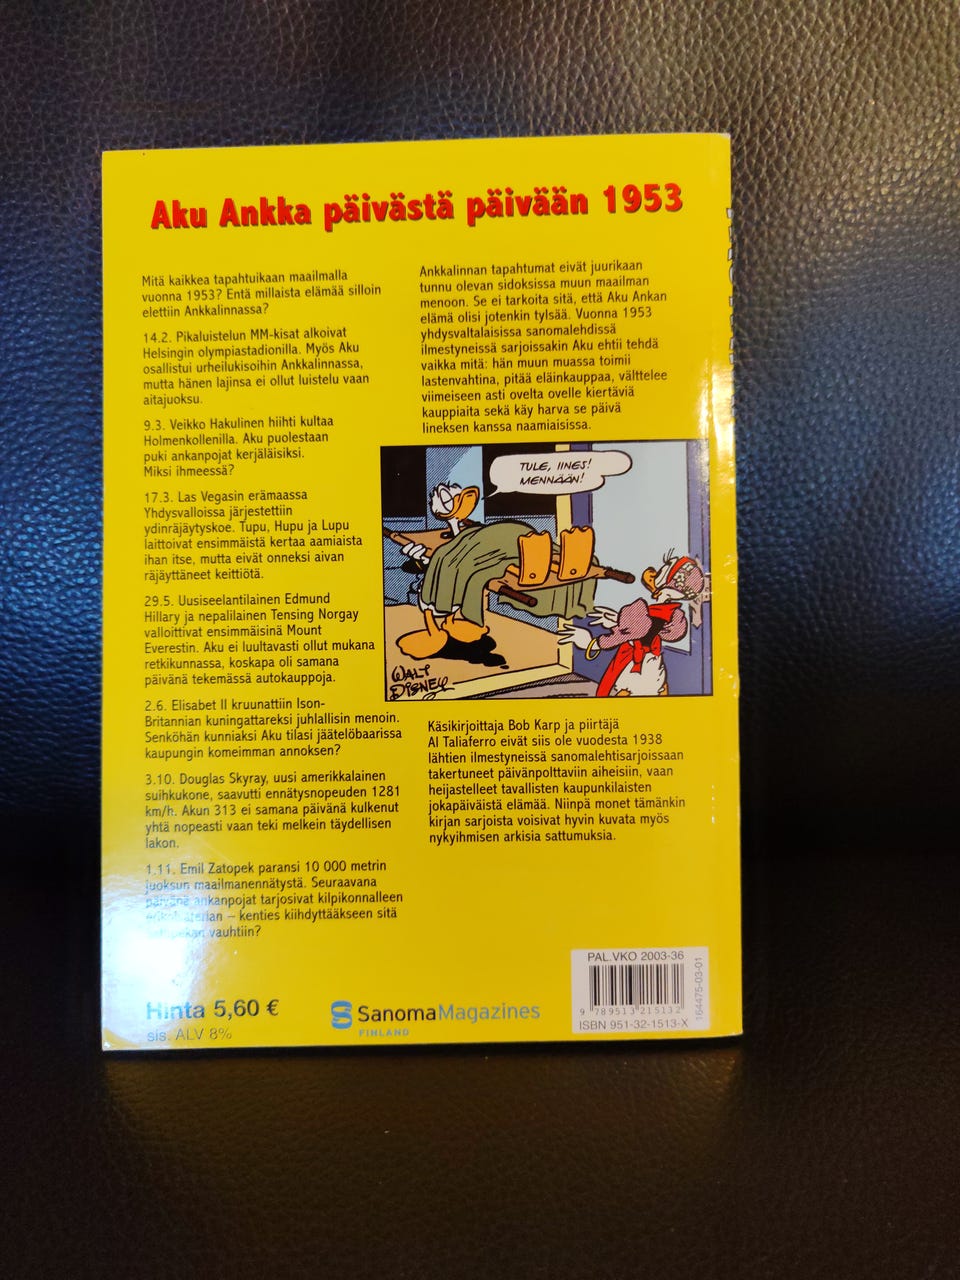 Aku Ankka päivästä päivään 1953
Mitä kaikkea tapahtuikaan maailmalla
vuonna 1953? Entä millaista elämää silloin
elettiin Ankkalinnassa?
14.2. Pikaluistelun MM-kisat alkoivat
Helsingin olympiastadionilla. Myös Aku
osallistui urheilukisoihin Ankkalinnassa,
mutta hänen lajinsa ei ollut luistelu vaan
aitajuoksu.
9.3. Veikko Hakulinen hiihti kultaa
Holmenkollenilla. Aku puolestaan
puki ankanpojat kerjäläisiksi.
Miksi ihmeessä?
17.3. Las Vegasin erämaassa
Yhdysvalloissa järjestettiin
ydinräjäytyskoe. Tupu, Hupu ja Lupu
laittoivat ensimmäistä kertaa aamiaista
ihan itse, mutta eivät onneksi aivan
räjäyttäneet keittiötä.
29.5. Uusiseelantilainen Edmund
Hillary ja nepalilainen Tensing Norgay
valloittivat ensimmäisinä Mount
Everestin. Aku ei luultavasti ollut mukana
retkikunnassa, koskapa oli samana
päivänä tekemässä autokauppoja.
2.6. Elisabet II kruunattiin Ison-
Britannian kuningattareksi juhlallisin menoin.
Senköhän kunniaksi Aku tilasi jäätelöbaarissa
kaupungin komeimman annoksen?
3.10. Douglas Skyray, uusi amerikkalainen
suihkukone, saavutti ennätysnopeuden 1281
km/h. Akun 313 ei samana päivänä kulkenut
yhtä nopeasti vaan teki melkein täydellisen
lakon.
1.11. Emil Zatopek paransi 10 000 metrin
juoksun maailmanennätystä. Seuraavana
päivänä ankanpojat tarjosivat kilpikonnalleen
– kenties kiihdyttääkseen sitä
vauhtiin?
Ankkalinnan tapahtumat eivät juurikaan
tunnu olevan sidoksissa muun maailman
menoon. Se ei tarkoita sitä, että Aku Ankan
elämä olisi jotenkin tylsää. Vuonna 1953
yhdysvaltalaisissa sanomalehdissä
ilmestyneissä sarjoissakin Aku ehtii tehdä
vaikka mitä: hän muun muassa toimii
lastenvahtina, pitää eläinkauppaa, välttelee
viimeiseen asti ovelta ovelle kiertäviä
kauppiaita sekä käy harva se päivä
Iineksen kanssa naamiaisissa.
TULE, IINES!
MENNÄÄN!
WALT
DISNEY
Käsikirjoittaja Bob Karp ja piirtäjä
Al Taliaferro eivät siis ole vuodesta 1938
lähtien ilmestyneissä sanomalehtisarjoissaan
takertuneet päivänpolttaviin aiheisiin, vaan
heijastelleet tavallisten kaupunkilaisten
jokapäiväistä elämää. Niinpä monet tämänkin
kirjan sarjoista voisivat hyvin kuvata myös
nykyihmisen arkisia sattumuksia.
Hinta 5,60 €
sis. ALV 8%
SanomaMagazines
FINLAND
PAL.VKO 2003-36
9 789513 215132
ISBN 951-32-1513-X
164475-03-01